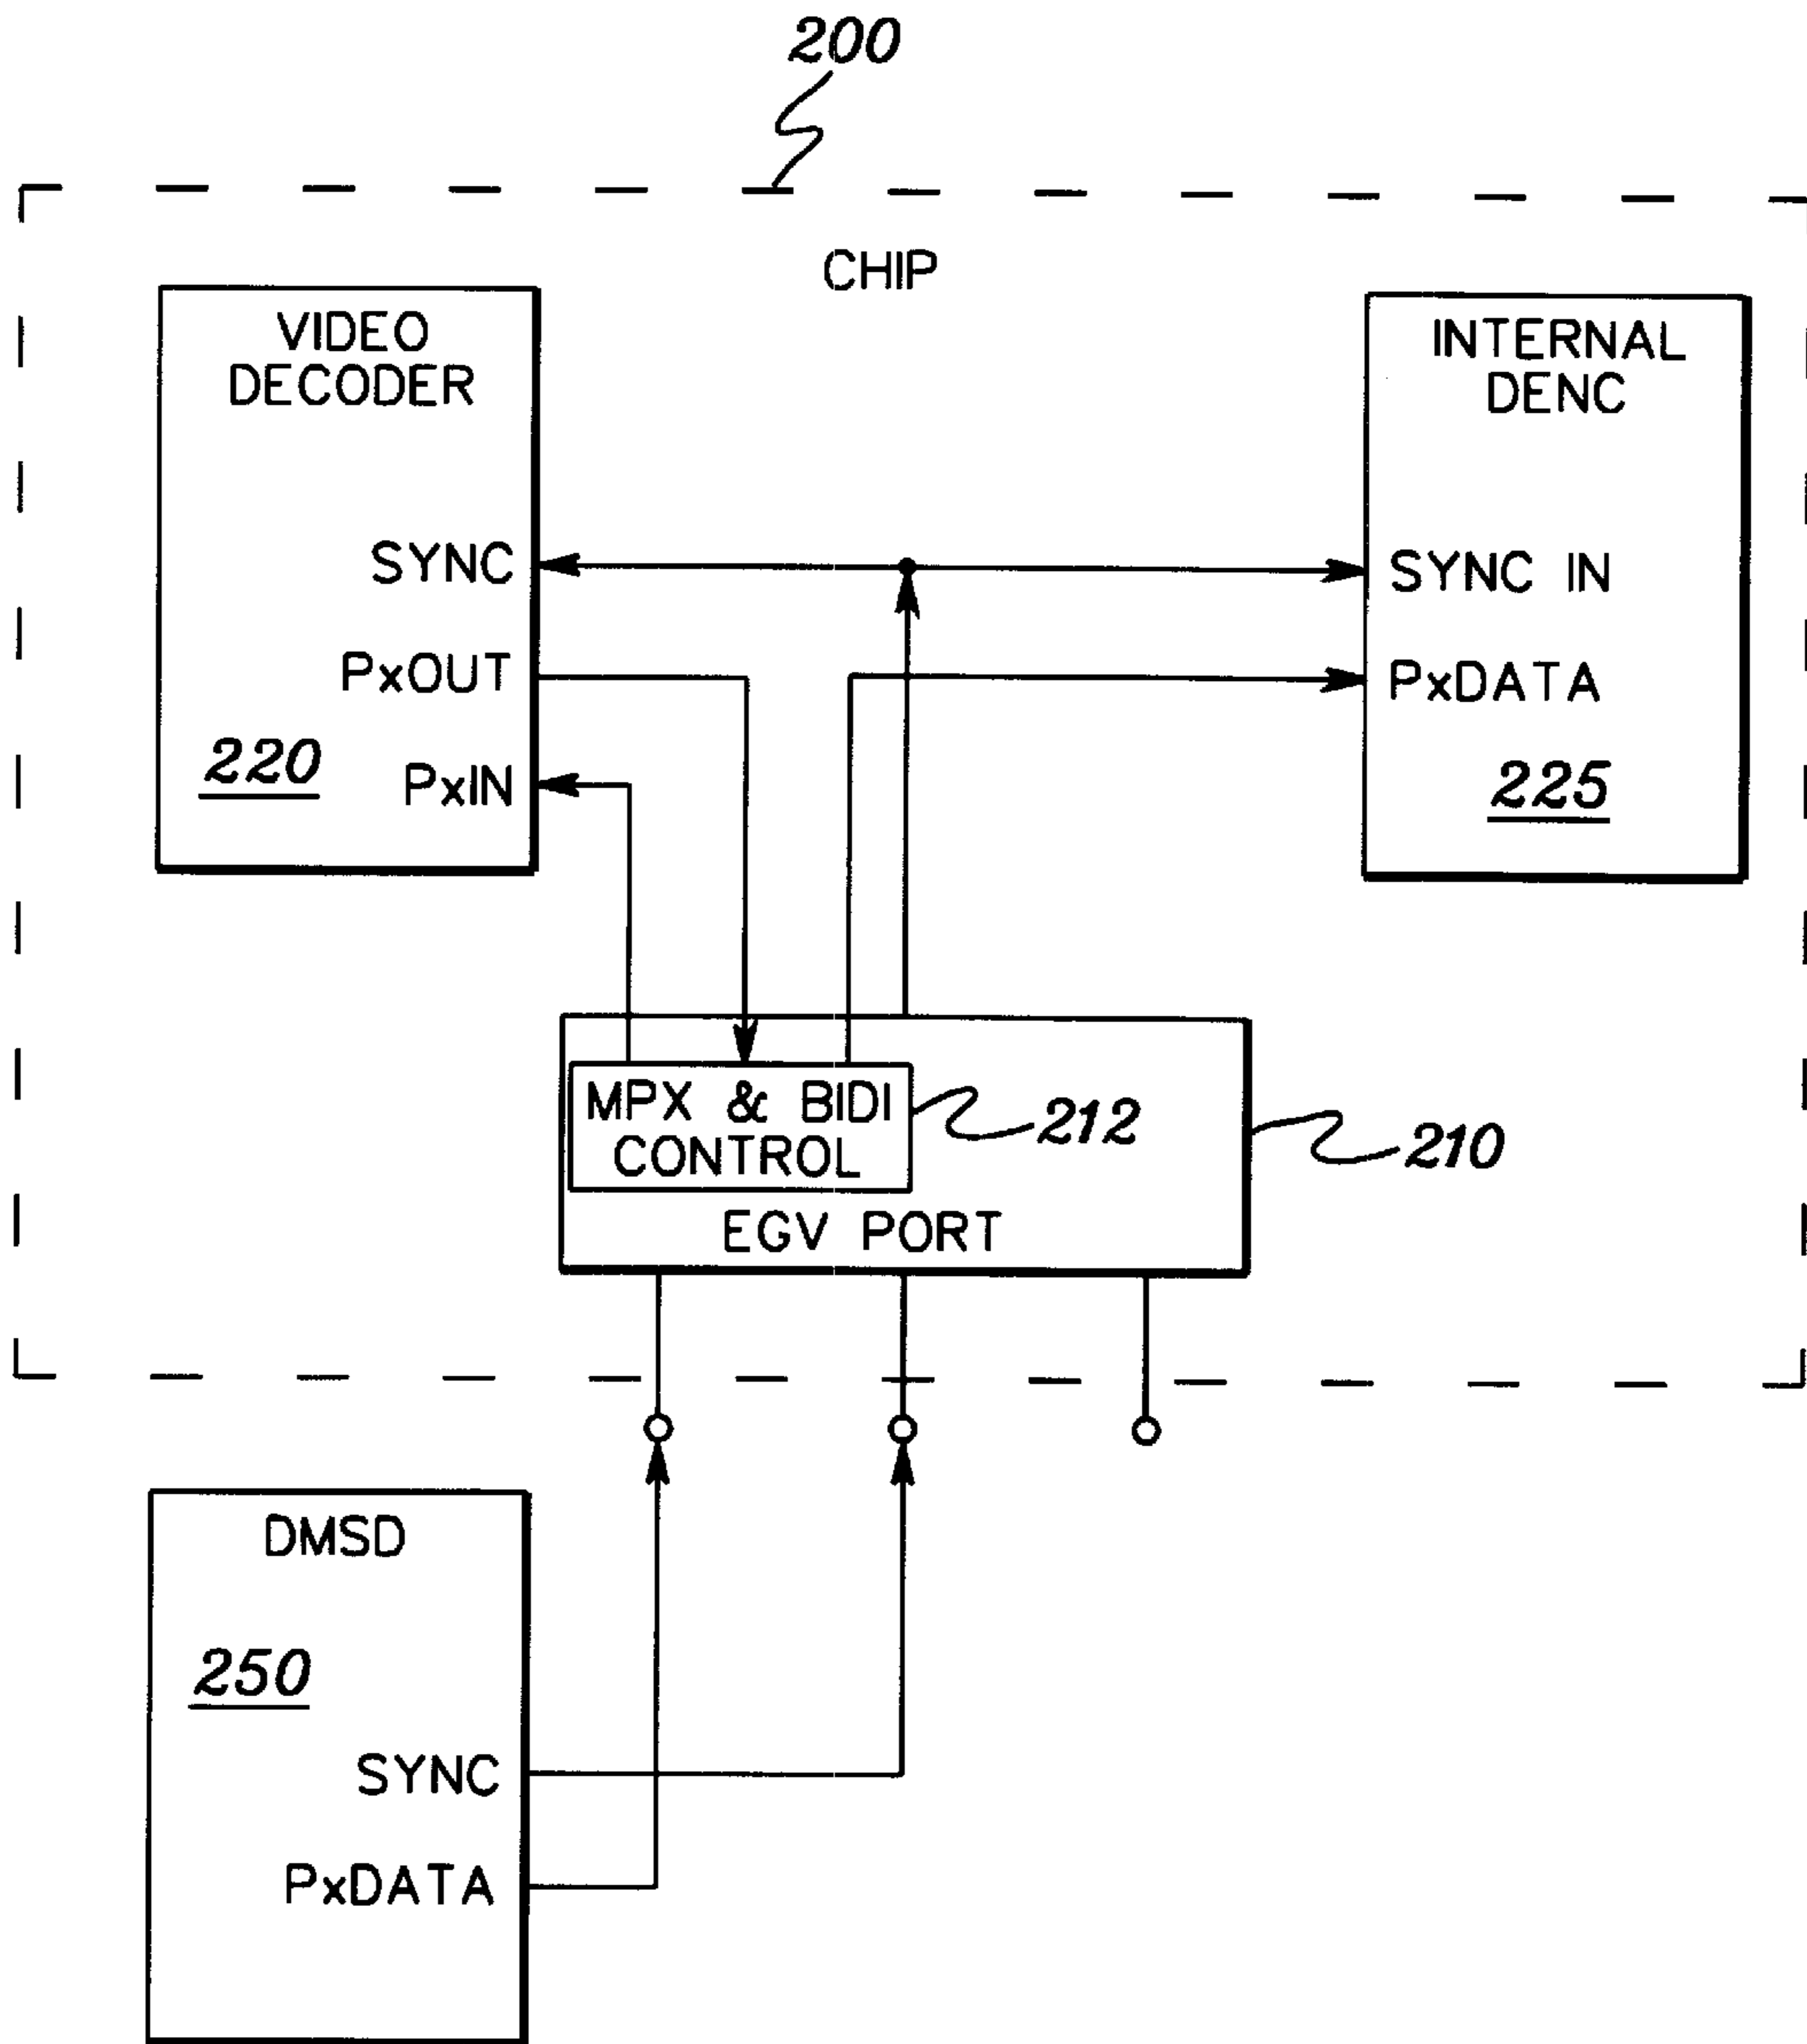 200
CHIP
VIDEO
DECODER
INTERNAL
DENC
SYNC
SYNC IN
PxOUT
PxDATA
220
PxIN
225
MPX & BIDI
CONTROL
212
210
EGV PORT
DMSD
250
SYNC
PxDATA